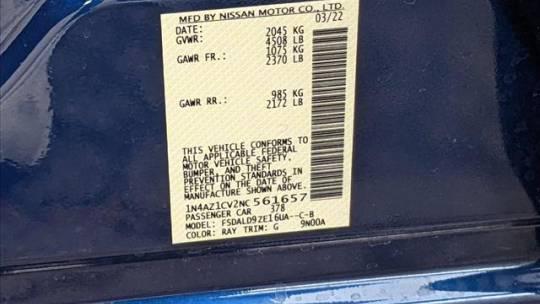 MFD BY NISSAN MOTOR CO., LTD.
DATE: 03/22
GVWR: 2045 KG
4508 LB
GAWR FR.: 1075 KG
2370 LB
GAWR RR.: 985 KG
2172 LB
THIS VEHICLE CONFORMS TO
ALL APPLICABLE FEDERAL
MOTOR VEHICLE SAFETY,
BUMPER, AND THEFT
PREVENTION STANDARDS IN
EFFECT ON THE DATE OF
MANUFACTURE SHOWN ABOVE.
1N4AZ1CV2NC561657
PASSENGER CAR 378
MODEL: FSDALD9ZE16UA--C-B
COLOR: RAY TRIM: G 9N00A